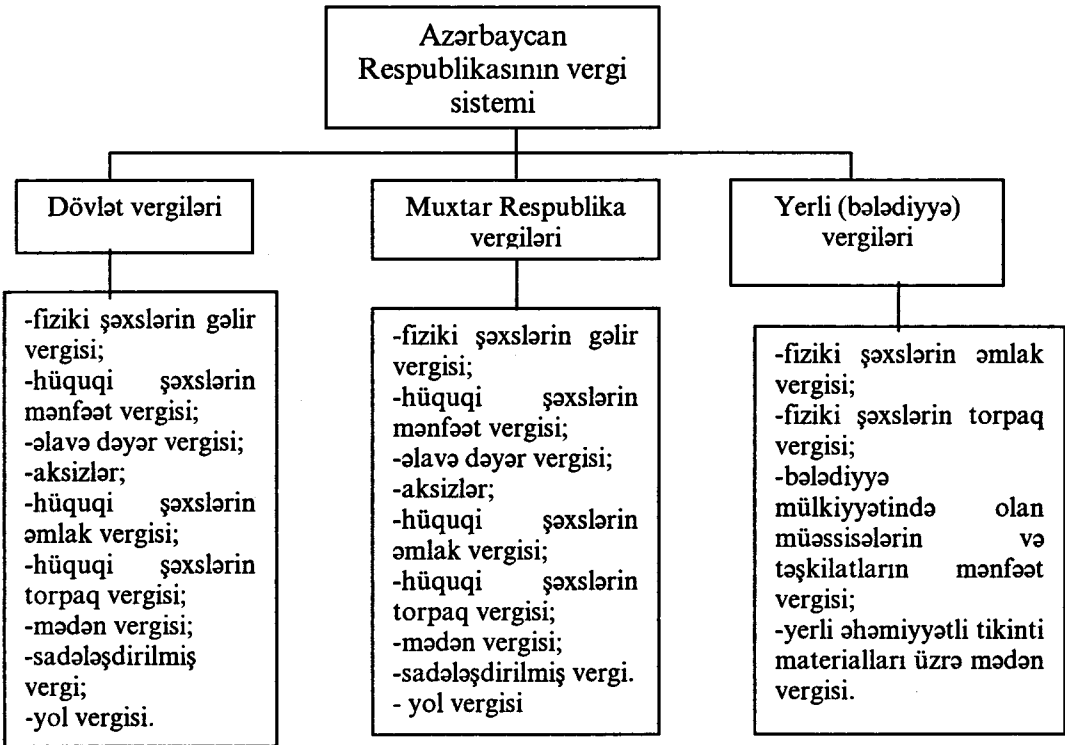 Azərbaycan
Respublikasının vergi
sistemi
Dövlət vergiləri
-fiziki şəxslərin gəlir
vergisi;
-hüquqi şəxslərin
mənfəət vergisi;
-əlavə dəyər vergisi;
-aksizlər;
-hüquqi şəxslərin
əmlak vergisi;
-hüquqi şəxslərin
torpaq vergisi;
-mədən vergisi;
-sadələşdirilmiş
vergi;
-yol vergisi.
Muxtar Respublika
vergiləri
-fiziki şəxslərin gəlir
vergisi;
-hüquqi şəxslərin
mənfəət vergisi;
-əlavə dəyər vergisi;
-aksizlər;
-hüquqi şəxslərin
əmlak vergisi;
-hüquqi şəxslərin
torpaq vergisi;
-mədən vergisi;
-sadələşdirilmiş vergi.
- yol vergisi
Yerli (bələdiyyə)
vergiləri
-fiziki şəxslərin əmlak
vergisi;
-fiziki şəxslərin torpaq
vergisi;
-bələdiyyə
mülkiyyətində olan
müəssisələrin və
təşkilatların mənfəət
vergisi;
-yerli əhəmiyyətli tikinti
materialları üzrə mədən
vergisi.